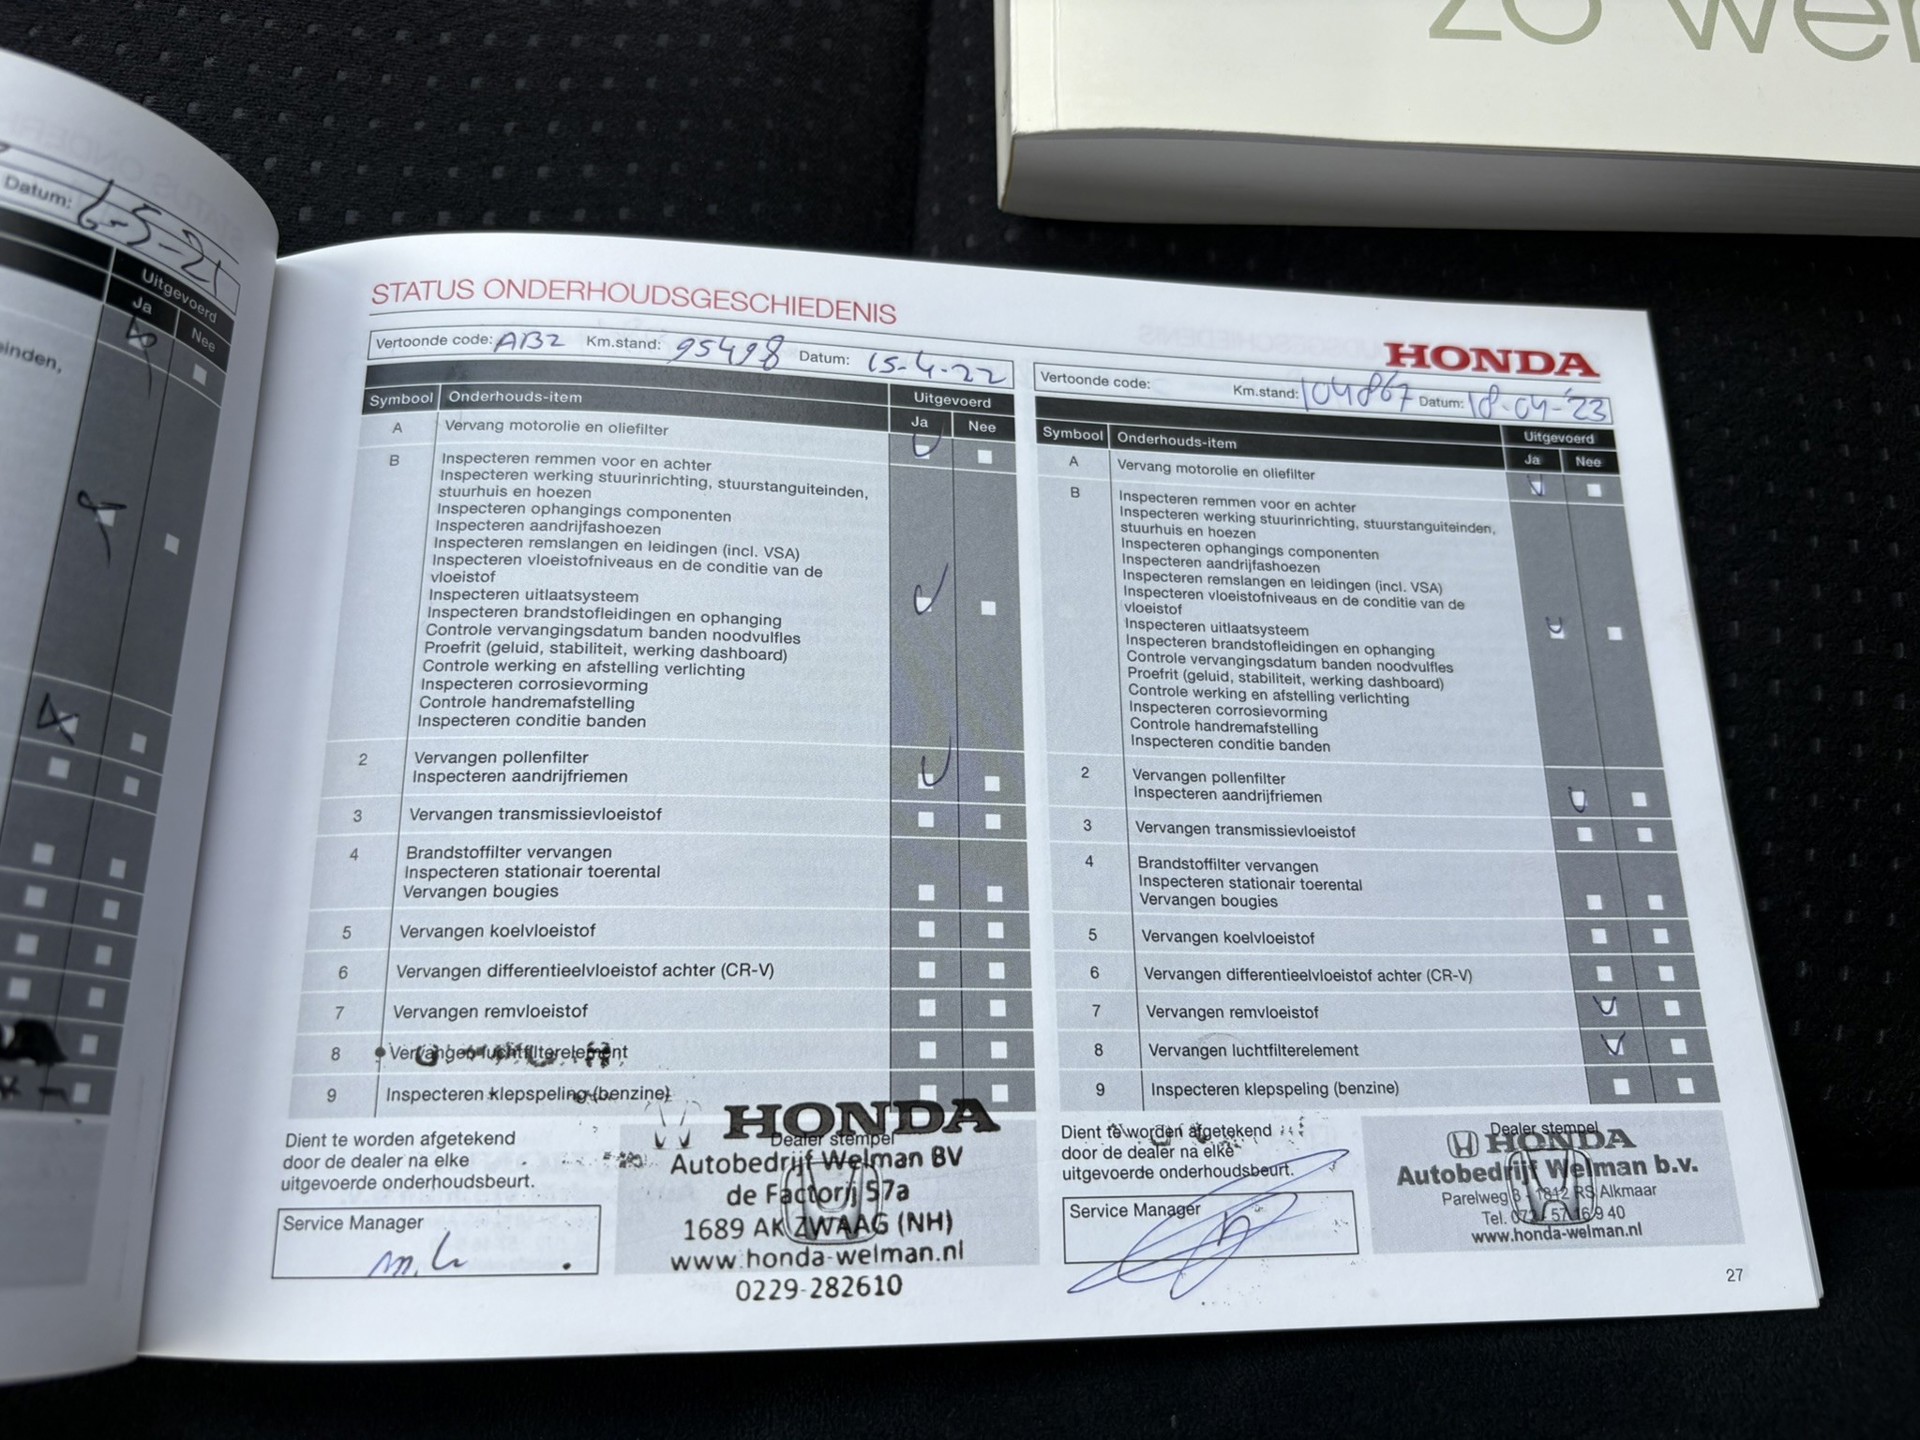 zo wer
Datum: 6-5-21
Uitgevoerd
Ja Nee
einden,
STATUS ONDERHOUDSGESCHIEDENIS
HONDA
Vertoonde code: AB2 Km.stand: 95498 Datum: 15-4-22
Symbool Onderhouds-item Uitgevoerd
Ja Nee
A Vervang motorolie en oliefilter
B Inspecteren remmen voor en achter
Inspecteren werking stuurinrichting, stuurstanguiteinden,
stuurhuis en hoezen
Inspecteren ophangings componenten
Inspecteren aandrijfashoezen
Inspecteren remslangen en leidingen (incl. VSA)
Inspecteren vloeistofniveaus en de conditie van de
vloeistof
Inspecteren uitlaatsysteem
Inspecteren brandstofleidingen en ophanging
Controle vervangingsdatum banden noodvulfles
Proefrit (geluid, stabiliteit, werking dashboard)
Controle werking en afstelling verlichting
Inspecteren corrosievorming
Controle handremafstelling
Inspecteren conditie banden
2 Vervangen pollenfilter
Inspecteren aandrijfriemen
3 Vervangen transmissievloeistof
4 Brandstoffilter vervangen
Inspecteren stationair toerental
Vervangen bougies
5 Vervangen koelvloeistof
6 Vervangen differentieelvloeistof achter (CR-V)
7 Vervangen remvloeistof
8 Vervangen luchtfilterelement
9 Inspecteren klepspeling (benzine)
Dient te worden afgetekend
door de dealer na elke
uitgevoerde onderhoudsbeurt.
Service Manager
HONDA
Dealer stempel
Autobedrijf Welman BV
de Factorij 57a
1689 AK ZWAAG (NH)
www.honda-welman.nl
0229-282610
Vertoonde code: Km.stand: 104867 Datum: 18-04-'23
Symbool Onderhouds-item Uitgevoerd
Ja Nee
A Vervang motorolie en oliefilter
B Inspecteren remmen voor en achter
Inspecteren werking stuurinrichting, stuurstanguiteinden,
stuurhuis en hoezen
Inspecteren ophangings componenten
Inspecteren aandrijfashoezen
Inspecteren remslangen en leidingen (incl. VSA)
Inspecteren vloeistofniveaus en de conditie van de
vloeistof
Inspecteren uitlaatsysteem
Inspecteren brandstofleidingen en ophanging
Controle vervangingsdatum banden noodvulfles
Proefrit (geluid, stabiliteit, werking dashboard)
Controle werking en afstelling verlichting
Inspecteren corrosievorming
Controle handremafstelling
Inspecteren conditie banden
2 Vervangen pollenfilter
Inspecteren aandrijfriemen
3 Vervangen transmissievloeistof
4 Brandstoffilter vervangen
Inspecteren stationair toerental
Vervangen bougies
5 Vervangen koelvloeistof
6 Vervangen differentieelvloeistof achter (CR-V)
7 Vervangen remvloeistof
8 Vervangen luchtfilterelement
9 Inspecteren klepspeling (benzine)
Dient te worden afgetekend
door de dealer na elke
uitgevoerde onderhoudsbeurt.
Service Manager
Dealer stempel
HONDA
Autobedrijf Welman b.v.
Parelweg 3 - 1812 RS Alkmaar
Tel. 9 40
www.honda-welman.nl
27